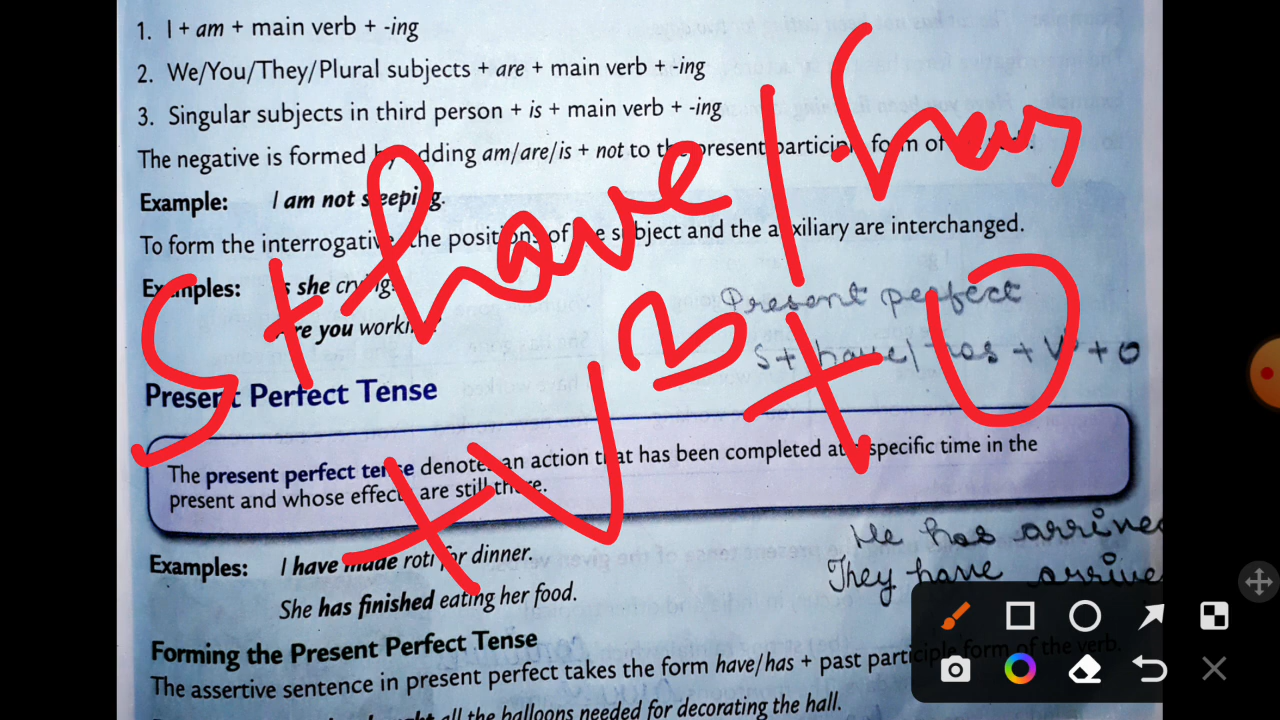 1. I + am + main verb + -ing
2. We/You/They/Plural subjects + are + main verb + -ing
3. Singular subjects in third person + is + main verb + -ing
The negative is formed by adding am/are/is + not to the present participle form of
Example: I am not sleeping.
To form the interrogative, the positions of the subject and the auxiliary are interchanged.
Examples: Is she crying?
Are you working?
S + have / has
+ V3 + O
Present perfect
S + have / has + V + O
Present Perfect Tense
The present perfect tense denotes an action that has been completed at a specific time in the
present and whose effects are still there.
He has arrived
They have arrive
Examples: I have made roti for dinner.
She has finished eating her food.
Forming the Present Perfect Tense
The assertive sentence in present perfect takes the form have/has + past participle form of the verb.
all the balloons needed for decorating the hall.